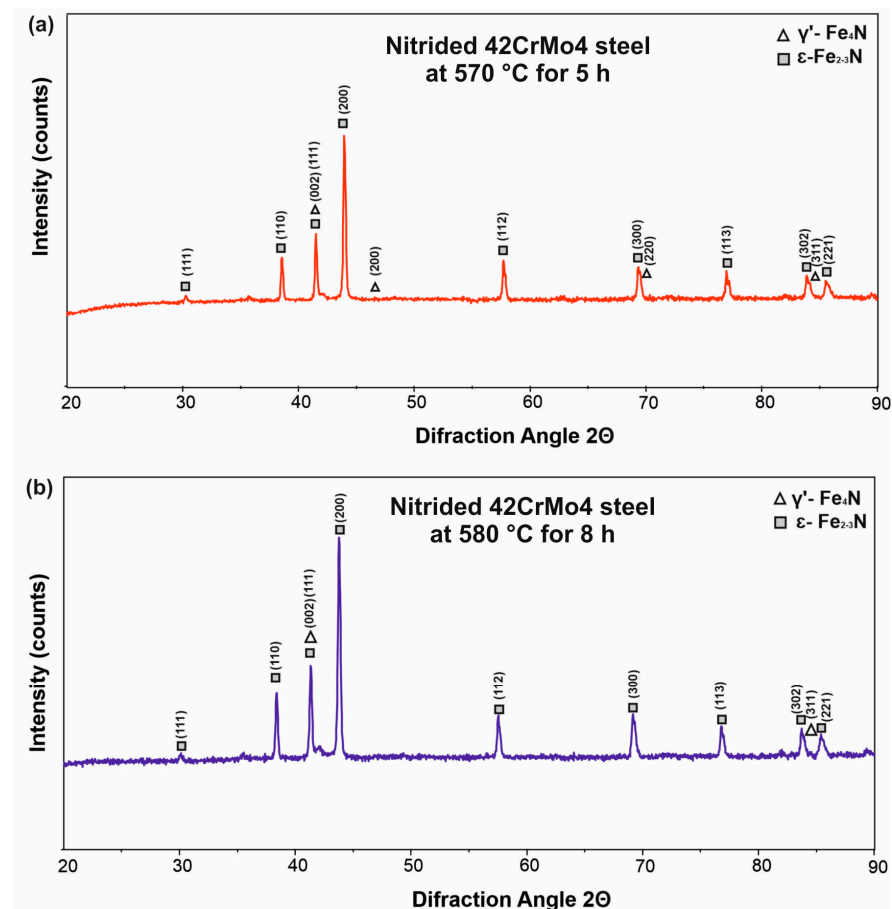 (a)
Nitrided 42CrMo4 steel
at 570 °C for 5 h
γ'- Fe₄N
ε-Fe₂₋₃N
Intensity (counts)
(111)
(110)
(002) (111)
(200)
(200)
(112)
(300)
(220)
(113)
(302)
(311)
(221)
20 30 40 50 60 70 80 90
Difraction Angle 2Θ
(b)
Nitrided 42CrMo4 steel
at 580 °C for 8 h
γ'- Fe₄N
ε- Fe₂₋₃N
Intensity (counts)
(111)
(110)
(002) (111)
(200)
(112)
(300)
(113)
(302)
(311)
(221)
20 30 40 50 60 70 80 90
Difraction Angle 2Θ